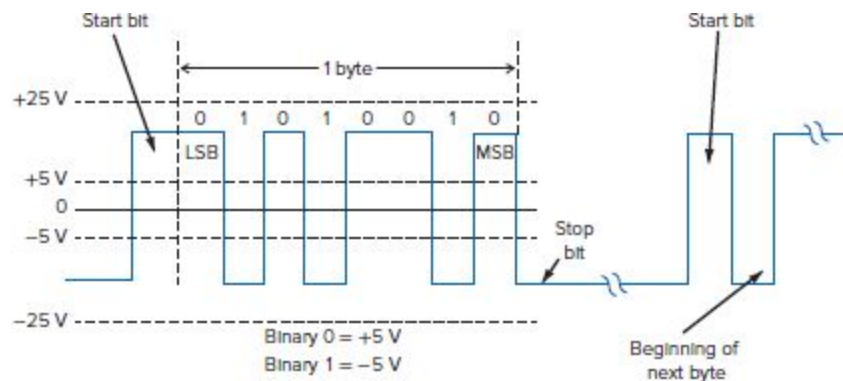 Start bit
Start bit
1 byte
+25 V
0 1 0 1 0 0 1 0
LSB
MSB
+5 V
0
−5 V
Stop
bit
−25 V
Binary 0 = +5 V
Binary 1 = −5 V
Beginning of
next byte